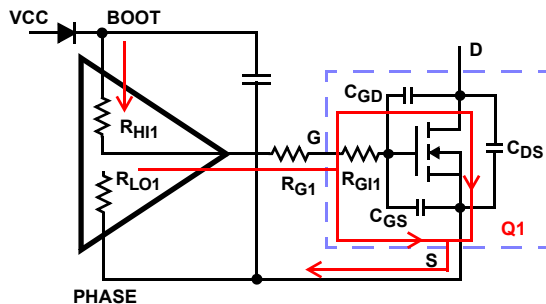 VCC
BOOT
D
CGD
RHI1
G
CDS
RLO1
RG1
RGI1
CGS
Q1
S
PHASE